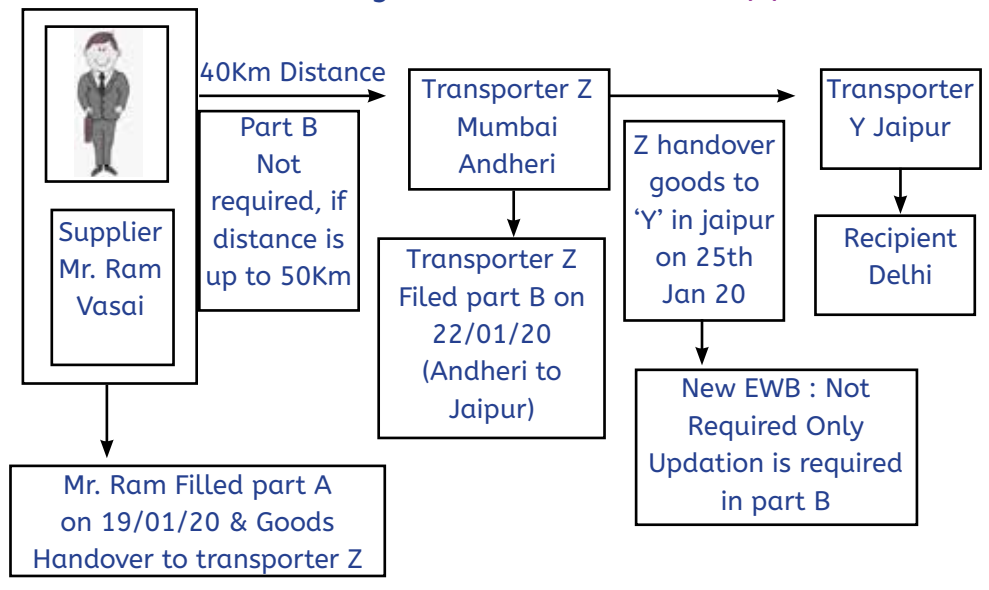 40Km Distance
Supplier
Mr. Ram
Vasai
Part B
Not
required, if
distance is
up to 50Km
Transporter Z
Mumbai
Andheri
Transporter Z
Filed part B on
22/01/20
(Andheri to
Jaipur)
Z handover
goods to
‘Y’ in jaipur
on 25th
Jan 20
Transporter
Y Jaipur
Recipient
Delhi
New EWB : Not
Required Only
Updation is required
in part B
Mr. Ram Filled part A
on 19/01/20 & Goods
Handover to transporter Z